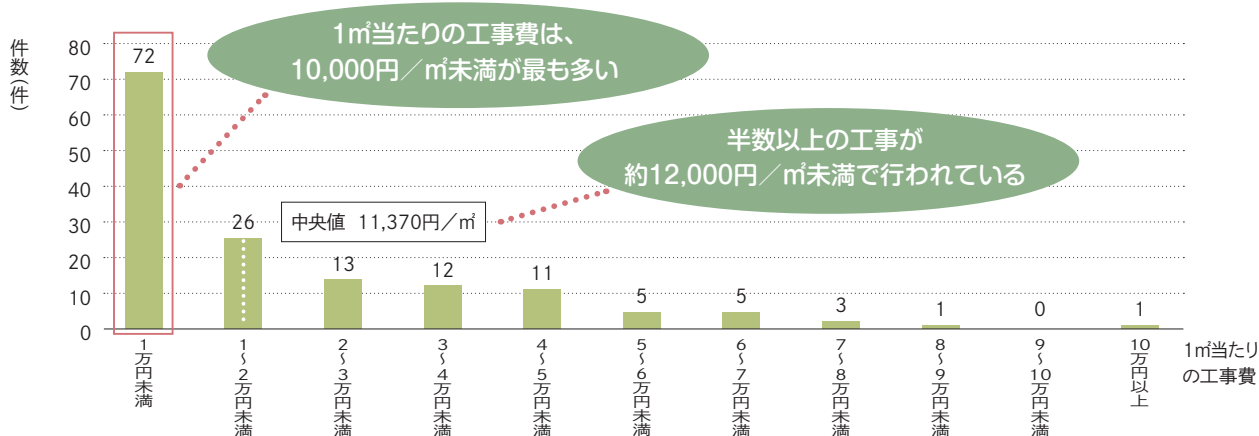 件数(件)
80
70
60
50
40
30
20
10
0
1㎡当たりの工事費は、
10,000円／㎡未満が最も多い
半数以上の工事が
約12,000円／㎡未満で行われている
中央値 11,370円／㎡
72
26
13
12
11
5
5
3
1
0
1
1万円未満
1～2万円未満
2～3万円未満
3～4万円未満
4～5万円未満
5～6万円未満
6～7万円未満
7～8万円未満
8～9万円未満
9～10万円未満
10万円以上
1㎡当たり
の工事費